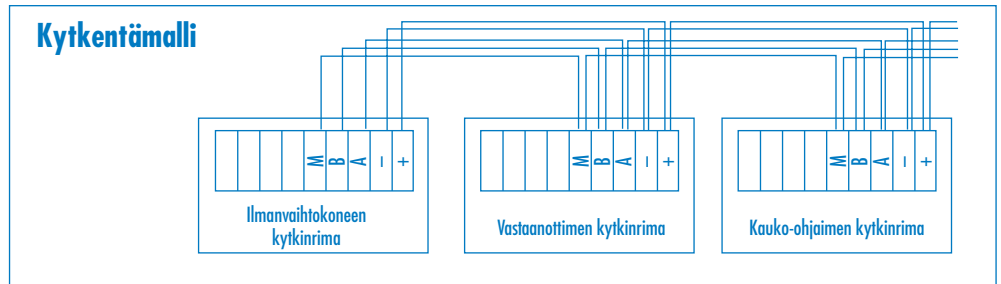 Kytkentämalli
M B A – +
Ilmanvaihtokoneen
kytkinrima
M B A – +
Vastaanottimen kytkinrima
M B A – +
Kauko-ohjaimen kytkinrima